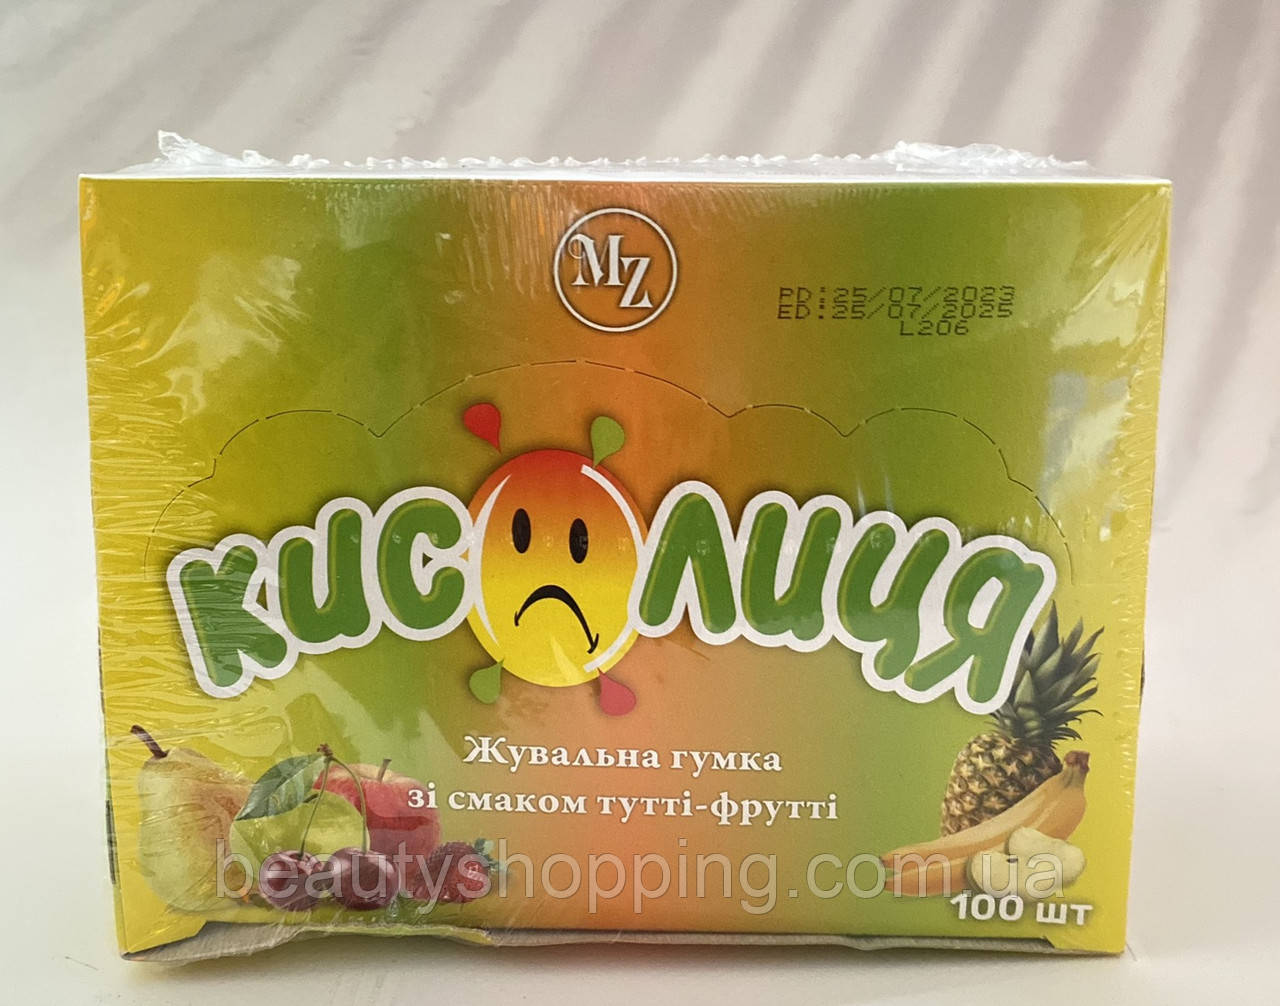 MZ
PD:25/07/2023
ED:25/07/2025
L206
кислиця
Жувальна гумка
зі смаком тутті-фрутті
beautyshopping.com.ua
100 шт